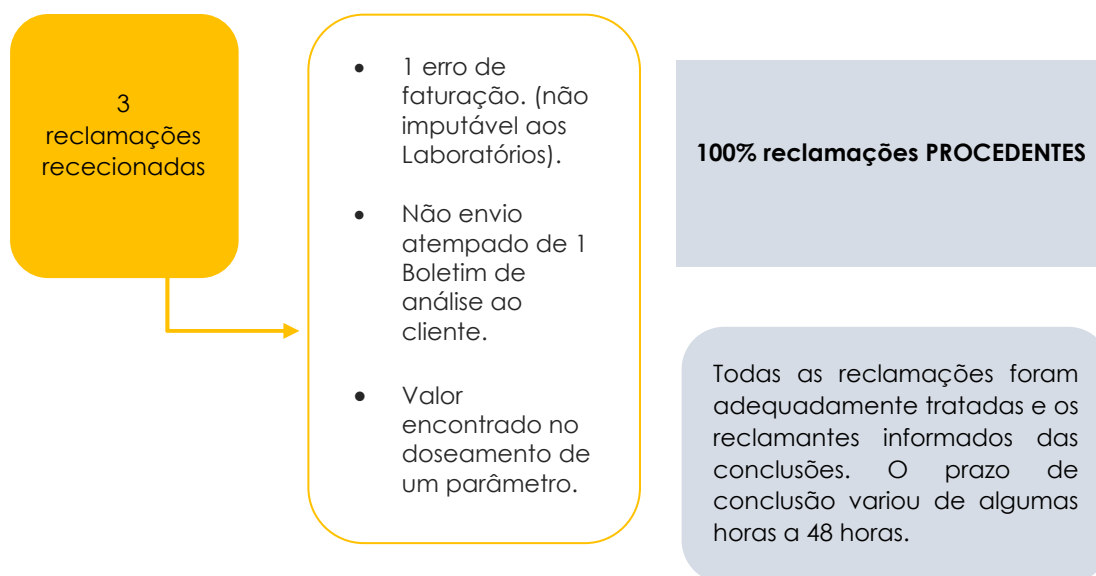 3
reclamações
rececionadas
• 1 erro de
faturação. (não
imputável aos
Laboratórios).
• Não envio
atempado de 1
Boletim de
análise ao
cliente.
• Valor
encontrado no
doseamento de
um parâmetro.
100% reclamações PROCEDENTES
Todas as reclamações foram
adequadamente tratadas e os
reclamantes informados das
conclusões. O prazo de
conclusão variou de algumas
horas a 48 horas.